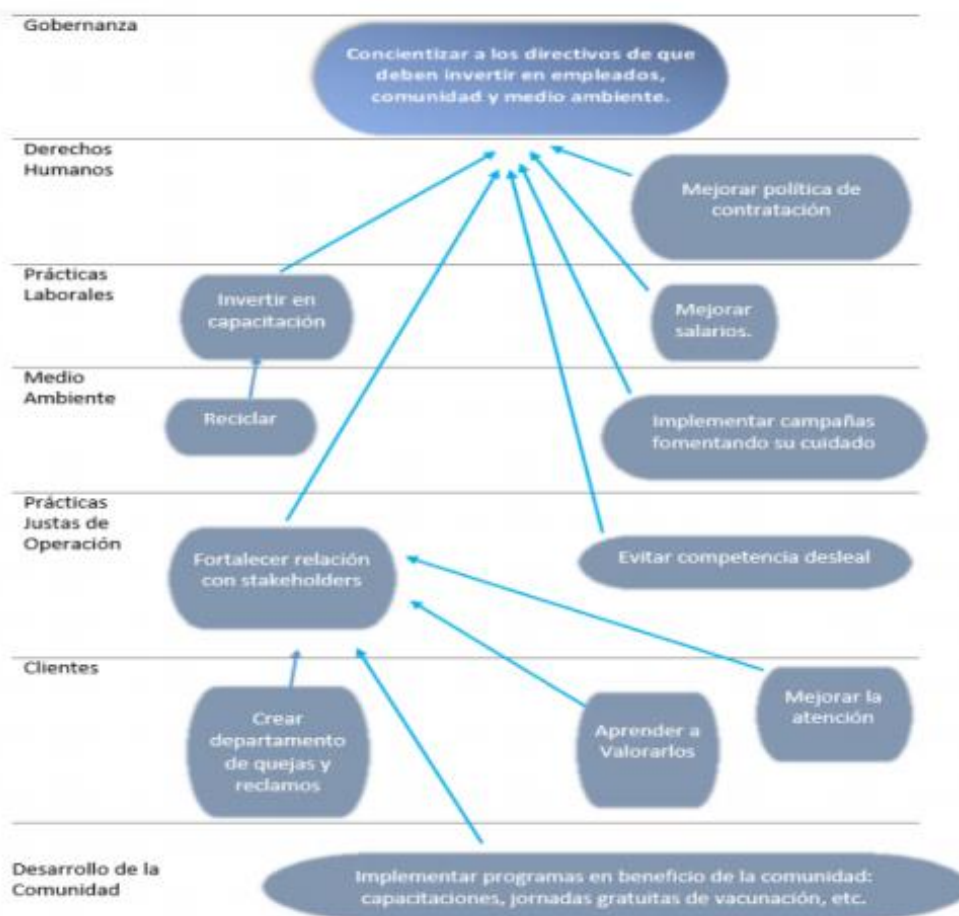 Gobernanza
Concientizar a los directivos de que
deben invertir en empleados,
comunidad y medio ambiente.
Derechos
Humanos
Mejorar política de
contratación
Prácticas
Laborales
Invertir en
capacitación
Mejorar
salarios.
Medio
Ambiente
Reciclar
Implementar campañas
fomentando su cuidado
Prácticas
Justas de
Operación
Fortalecer relación
con stakeholders
Evitar competencia desleal
Clientes
Crear
departamento
de quejas y
reclamos
Aprender a
Valorarlos
Mejorar la
atención
Desarrollo de la
Comunidad
Implementar programas en beneficio de la comunidad:
capacitaciones, jornadas gratuitas de vacunación, etc.